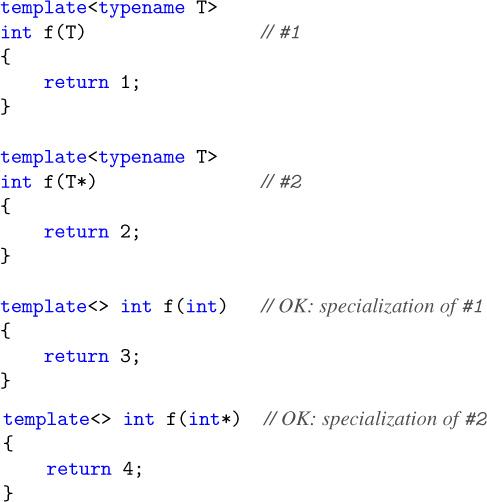 template<typename T>
int f(T) // #1
{
return 1;
}
template<typename T>
int f(T*) // #2
{
return 2;
}
template<> int f(int) // OK: specialization of #1
{
return 3;
}
template<> int f(int*) // OK: specialization of #2
{
return 4;
}